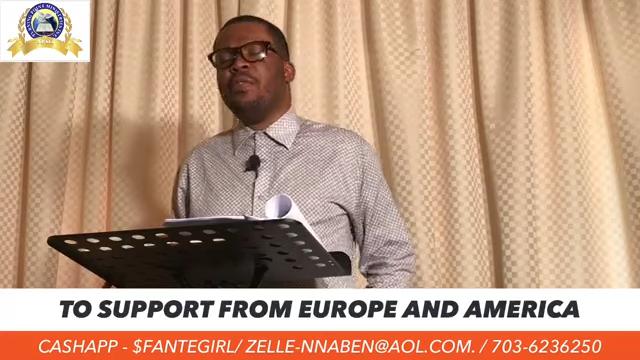 TO SUPPORT FROM EUROPE AND AMERICA
CASHAPP - $FANTEGIRL/ ZELLE-NNABEN@AOL.COM. / 703-6236250